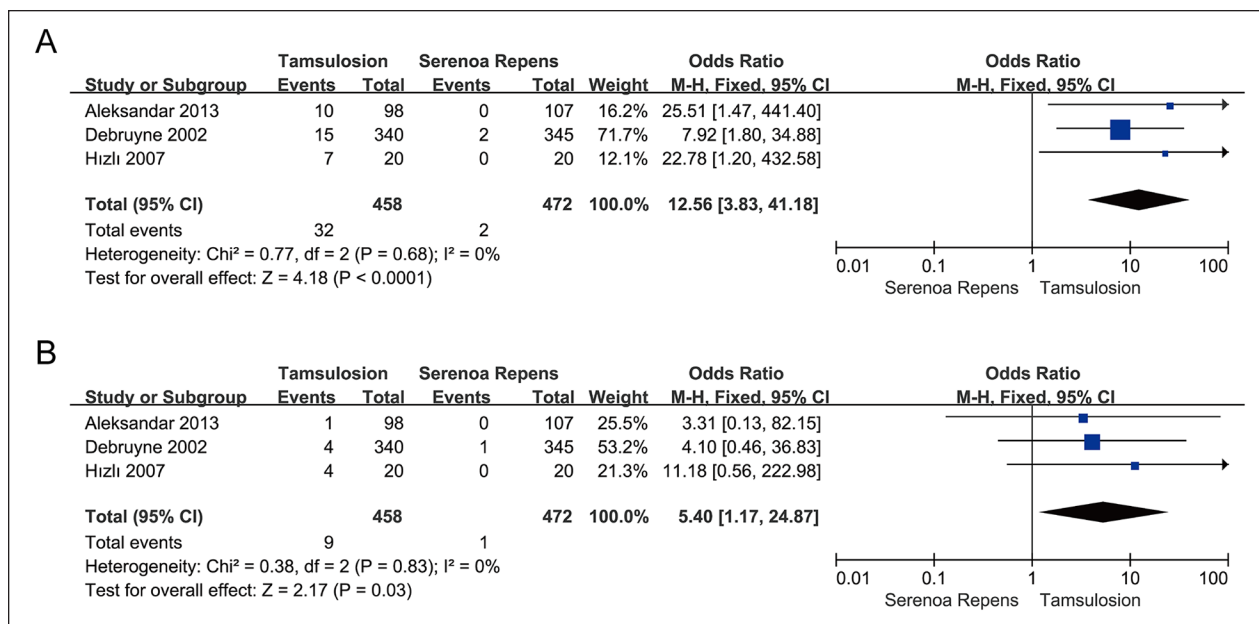 A
Tamsulosion Serenoa Repens Odds Ratio Odds Ratio
Study or Subgroup Events Total Events Total Weight M-H, Fixed, 95% CI M-H, Fixed, 95% CI
Aleksandar 2013 10 98 0 107 16.2% 25.51 [1.47, 441.40]
Debruyne 2002 15 340 2 345 71.7% 7.92 [1.80, 34.88]
Hızlı 2007 7 20 0 20 12.1% 22.78 [1.20, 432.58]
Total (95% CI) 458 472 100.0% 12.56 [3.83, 41.18]
Total events 32 2
Heterogeneity: Chi² = 0.77, df = 2 (P = 0.68); I² = 0%
Test for overall effect: Z = 4.18 (P < 0.0001)
0.01 0.1 1 10 100
Serenoa Repens Tamsulosion
B
Tamsulosion Serenoa Repens Odds Ratio Odds Ratio
Study or Subgroup Events Total Events Total Weight M-H, Fixed, 95% CI M-H, Fixed, 95% CI
Aleksandar 2013 1 98 0 107 25.5% 3.31 [0.13, 82.15]
Debruyne 2002 4 340 1 345 53.2% 4.10 [0.46, 36.83]
Hızlı 2007 4 20 0 20 21.3% 11.18 [0.56, 222.98]
Total (95% CI) 458 472 100.0% 5.40 [1.17, 24.87]
Total events 9 1
Heterogeneity: Chi² = 0.38, df = 2 (P = 0.83); I² = 0%
Test for overall effect: Z = 2.17 (P = 0.03)
0.01 0.1 1 10 100
Serenoa Repens Tamsulosion